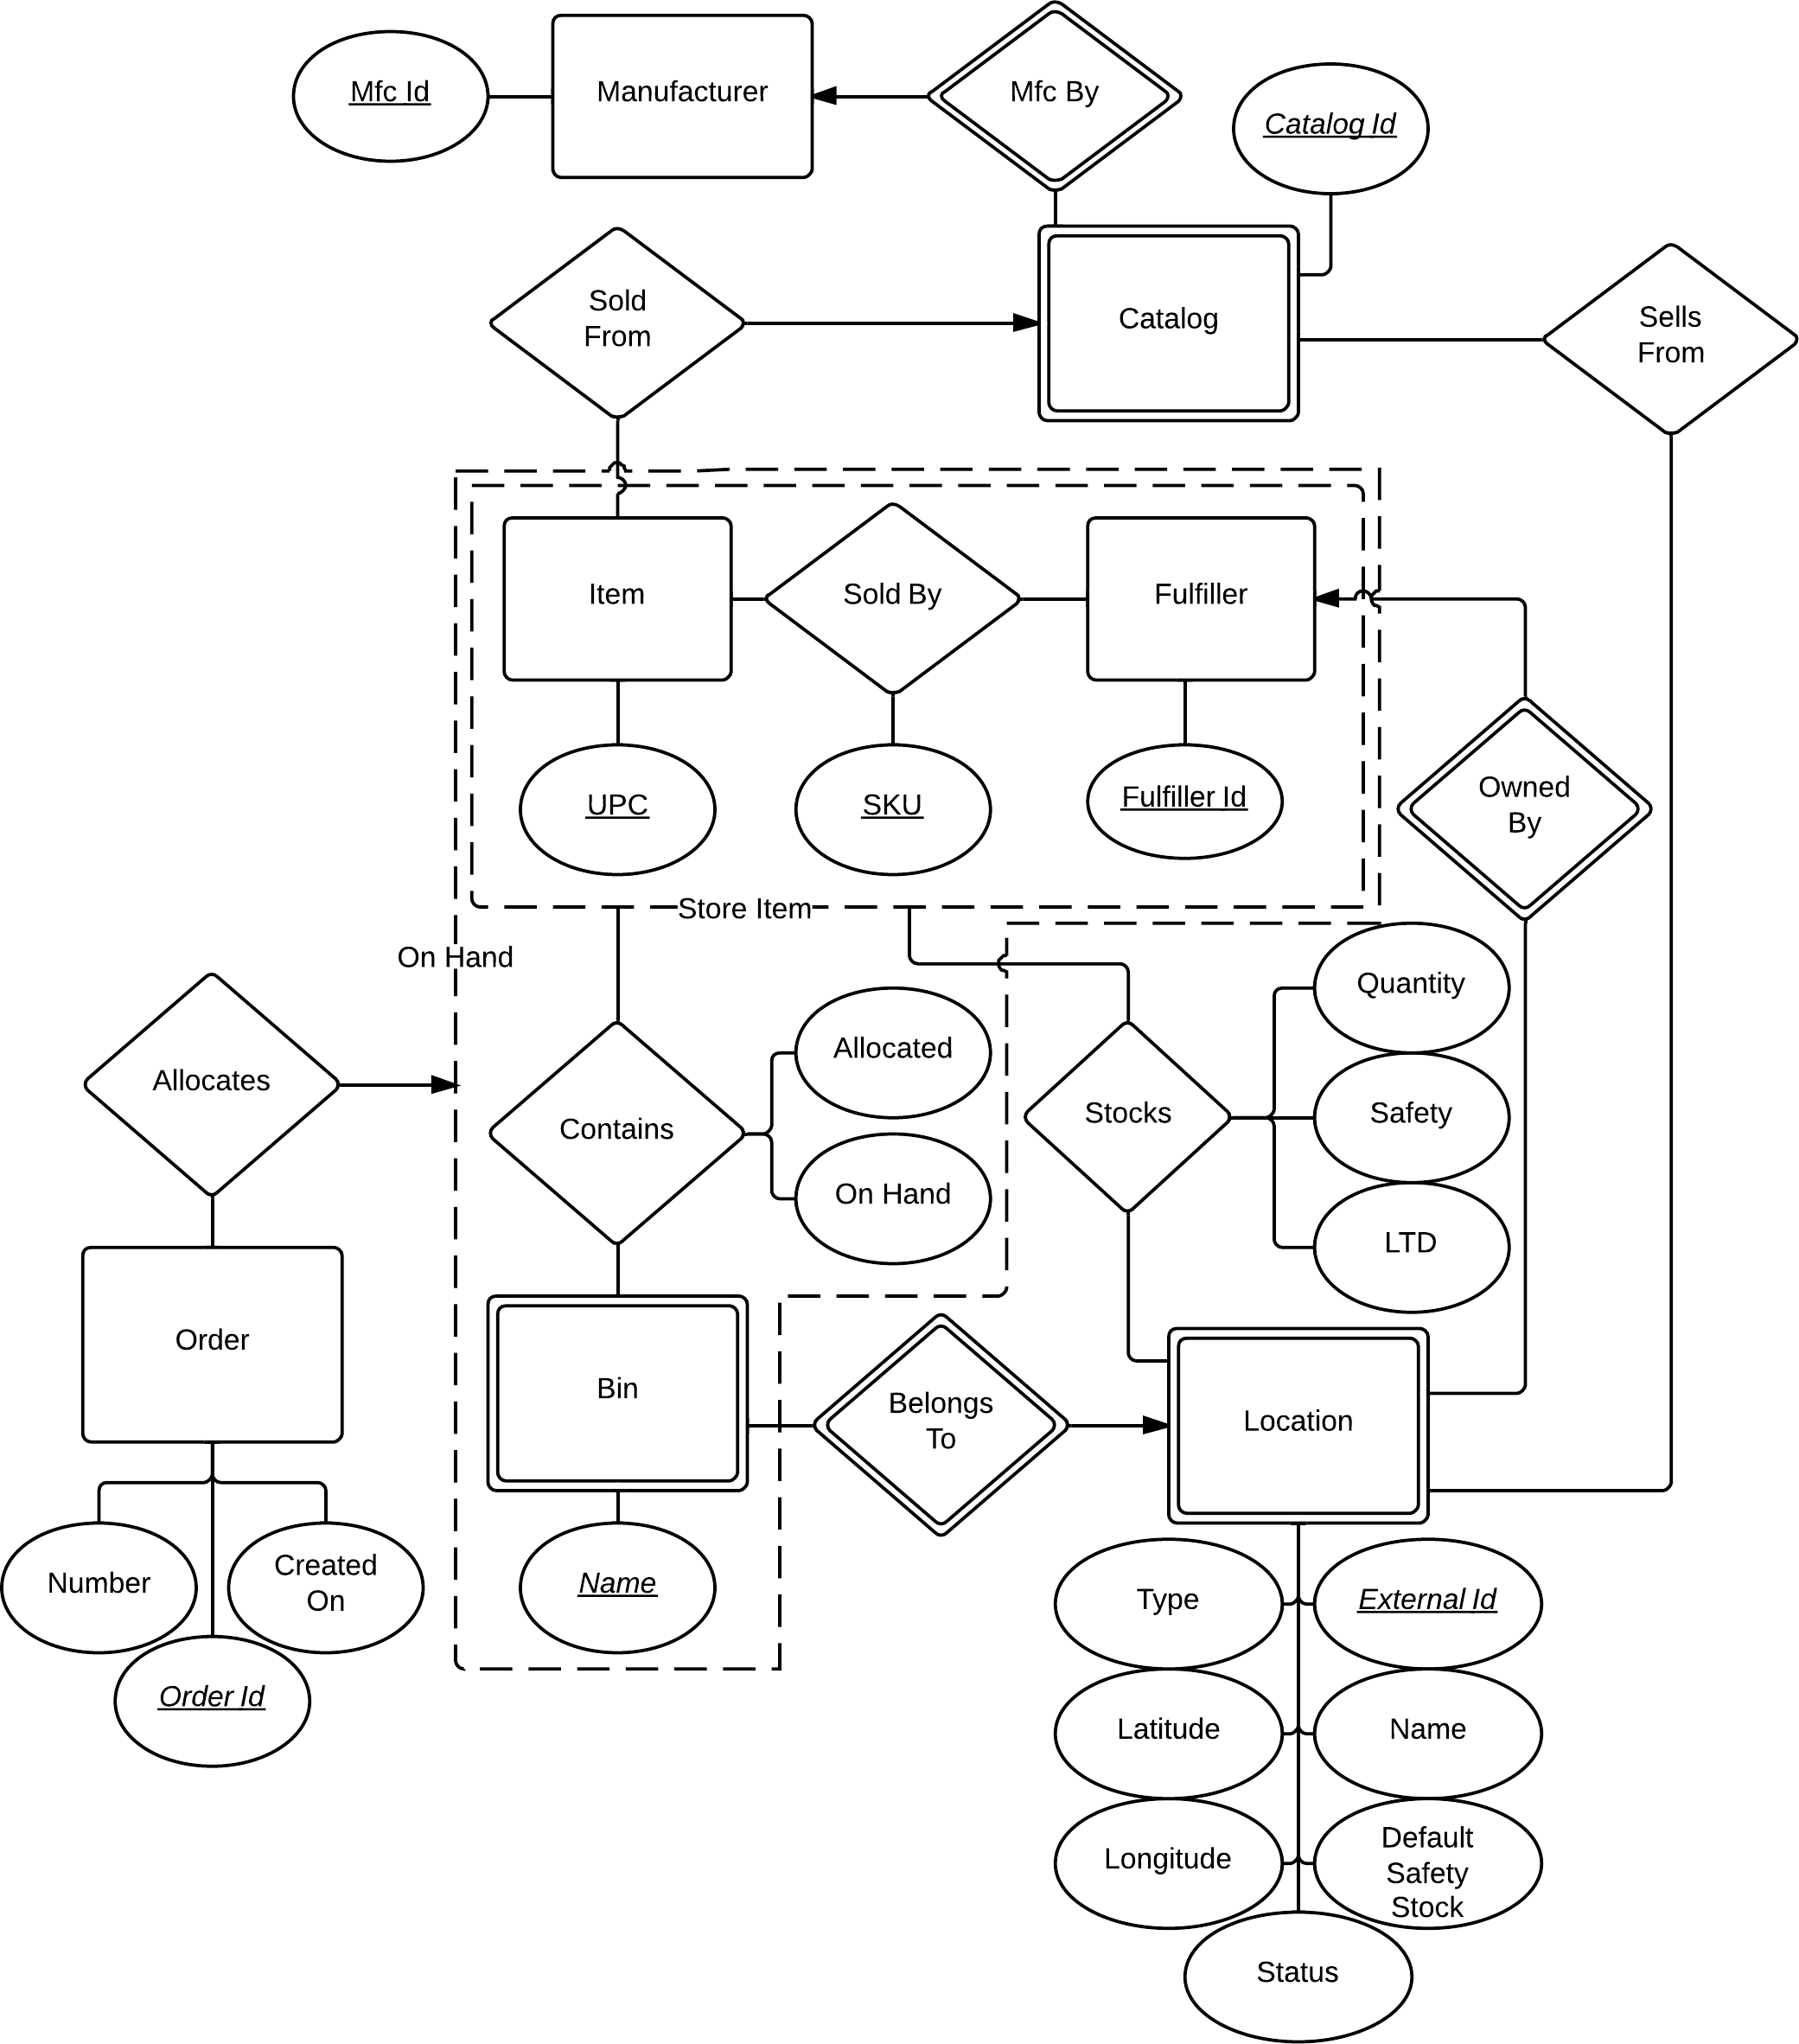 Mfc Id
Manufacturer
Mfc By
Catalog Id
Sold
From
Catalog
Sells
From
Item
Sold By
Fulfiller
UPC
SKU
Fulfiller Id
Owned
By
Store Item
On Hand
Quantity
Allocates
Contains
Allocated
On Hand
Stocks
Safety
LTD
Order
Bin
Belongs
To
Location
Number
Created
On
Order Id
Name
Type
External Id
Latitude
Name
Longitude
Default
Safety
Stock
Status